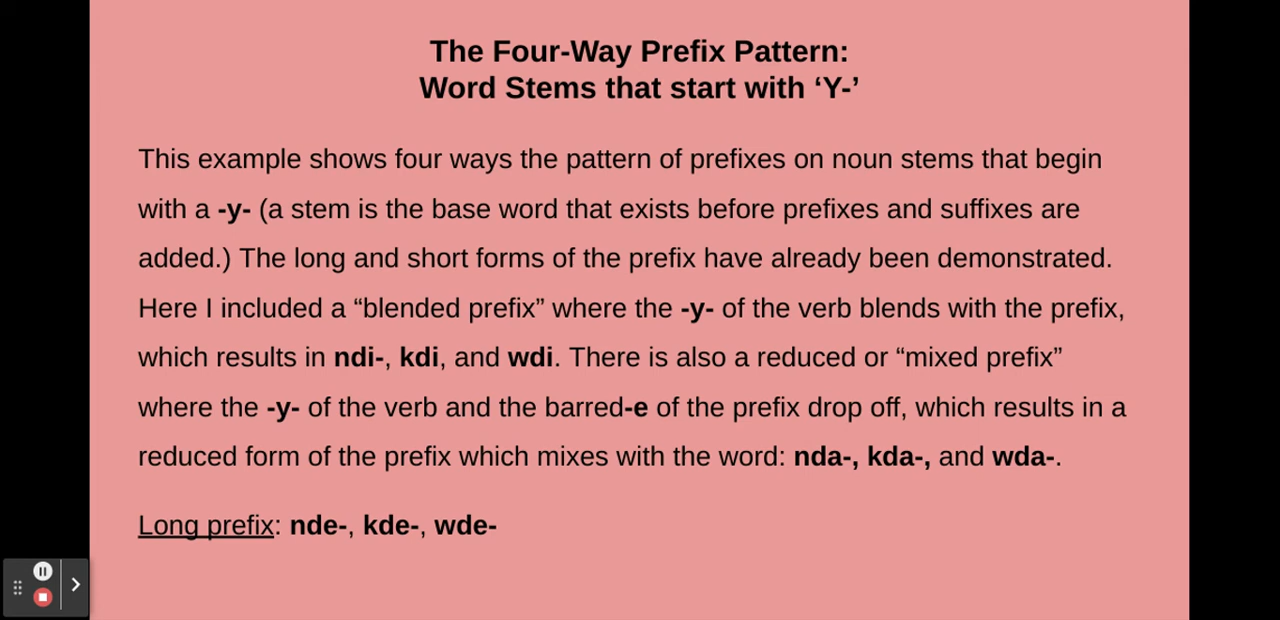 The Four-Way Prefix Pattern:
Word Stems that start with ‘Y-’
This example shows four ways the pattern of prefixes on noun stems that begin
with a -y- (a stem is the base word that exists before prefixes and suffixes are
added.) The long and short forms of the prefix have already been demonstrated.
Here I included a “blended prefix” where the -y- of the verb blends with the prefix,
which results in ndi-, kdi, and wdi. There is also a reduced or “mixed prefix”
where the -y- of the verb and the barred-e of the prefix drop off, which results in a
reduced form of the prefix which mixes with the word: nda-, kda-, and wda-.
Long prefix: nde-, kde-, wde-